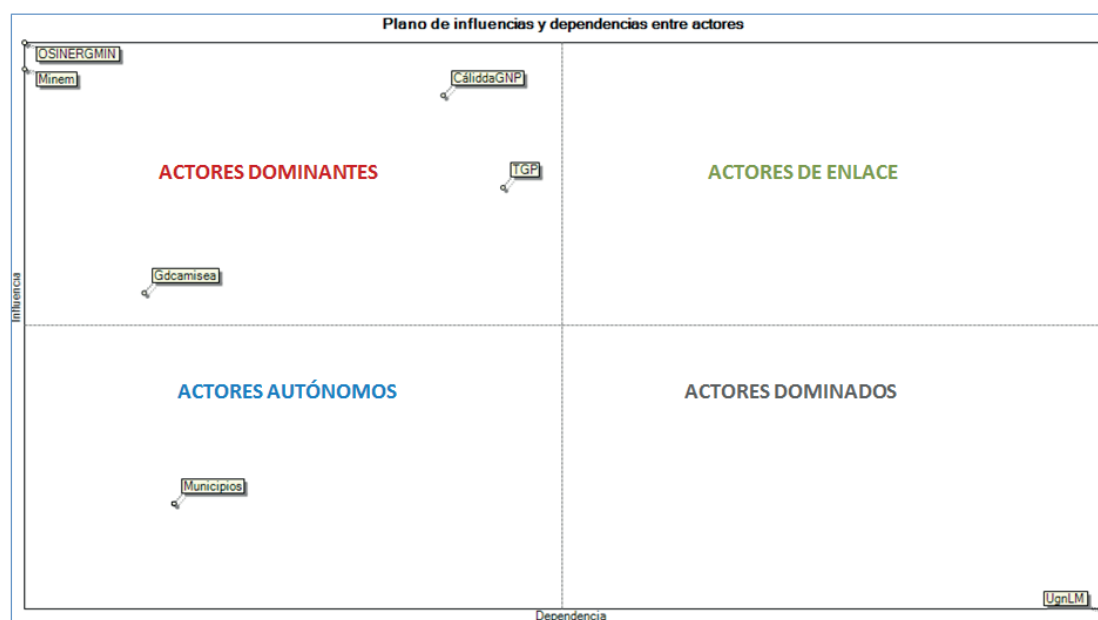 Plano de influencias y dependencias entre actores
OSINERGMIN
Minem
CáliddaGNP
ACTORES DOMINANTES
TGP
ACTORES DE ENLACE
Gdcamisea
Influencia
ACTORES AUTÓNOMOS
ACTORES DOMINADOS
Municipios
UgnLM
Dependencia